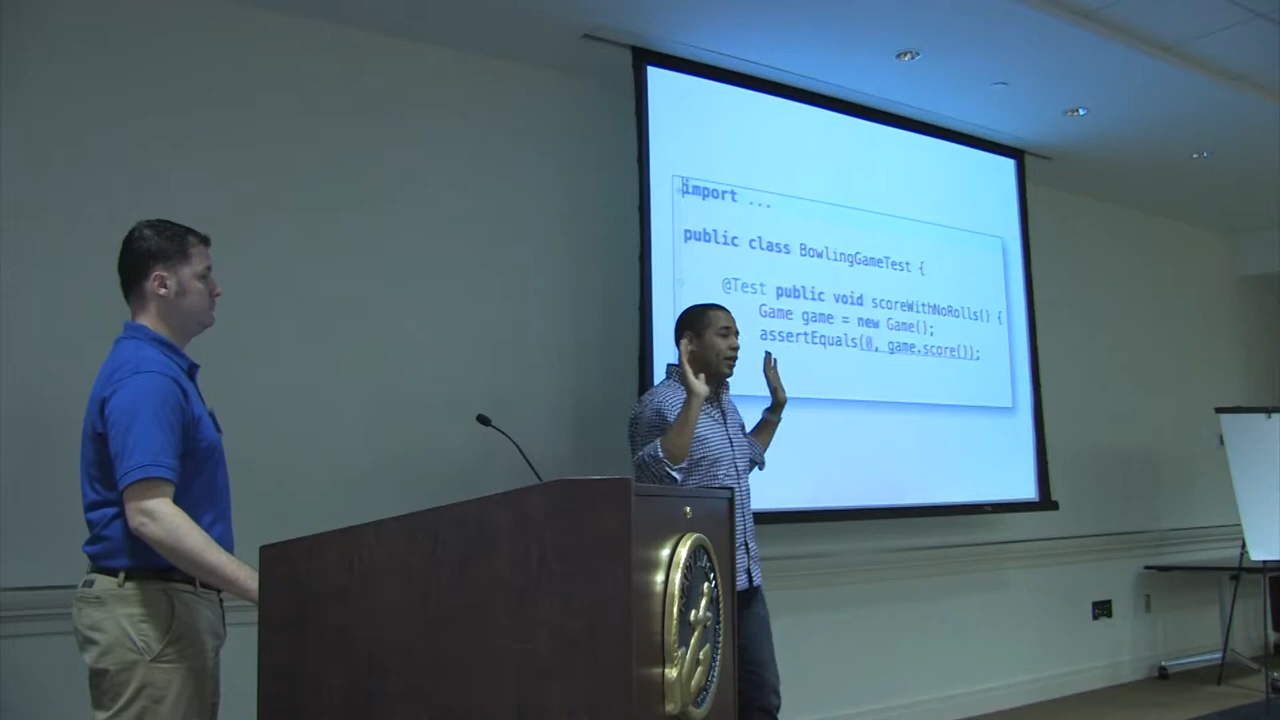 import ...
public class BowlingGameTest {
@Test public void scoreWithNoRolls() {
Game game = new Game();
assertEquals(0, game.score());